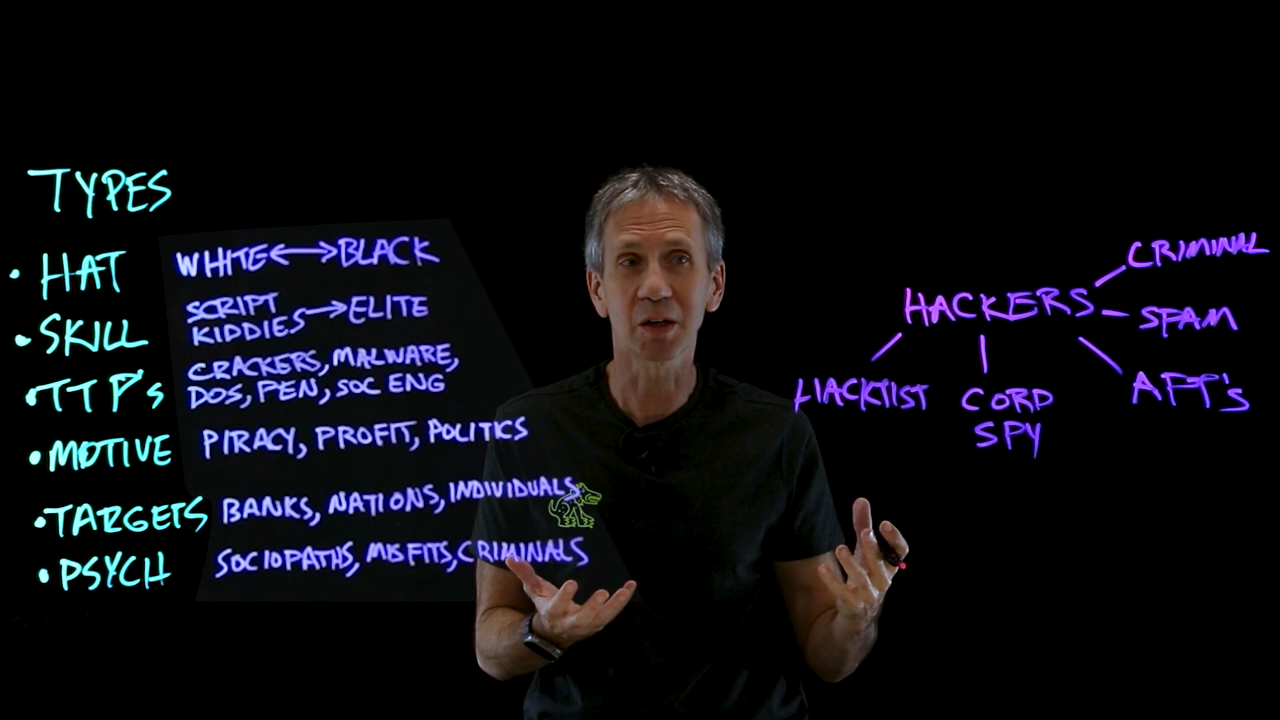 TYPES
• HAT
WHITE ↔ BLACK
• SKILL
SCRIPT
KIDDIES → ELITE
• TTP's
CRACKERS, MALWARE,
DOS, PEN, SOC ENG
• MOTIVE
PIRACY, PROFIT, POLITICS
• TARGETS
BANKS, NATIONS, INDIVIDUALS
• PSYCH
SOCIOPATHS, MISFITS, CRIMINALS
HACKERS
CRIMINAL
SPAM
APT's
CORP
SPY